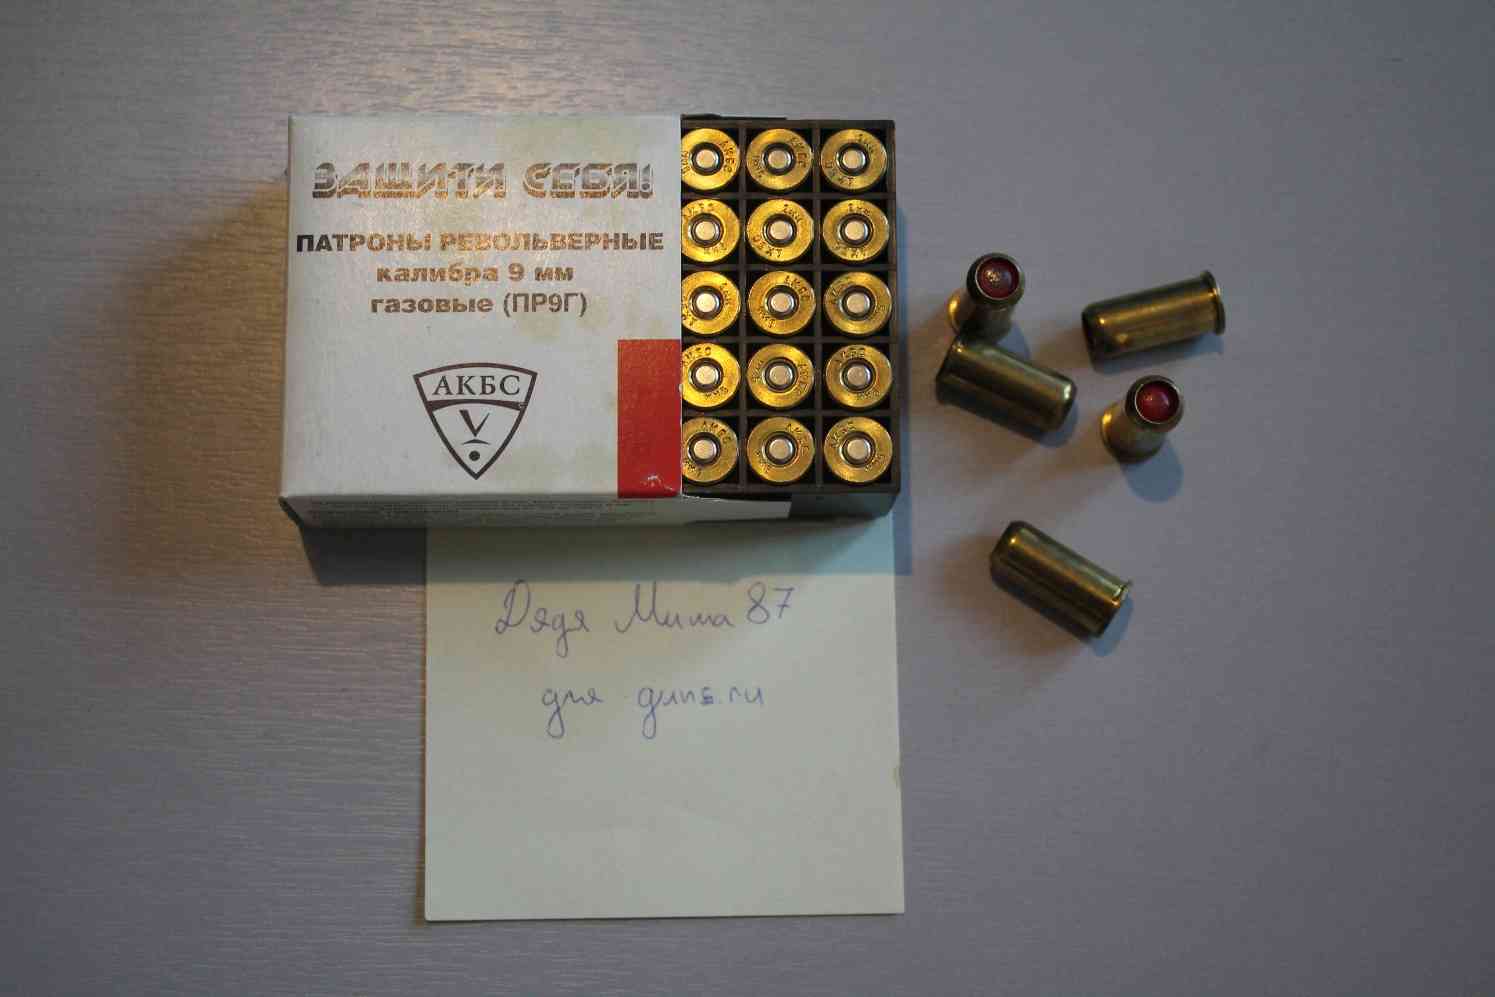 ЗАЩИТИ СЕБЯ!
ПАТРОНЫ РЕВОЛЬВЕРНЫЕ
калибра 9 мм
газовые (ПР9Г)
АКБС
Дядя Миша 87
для guns.ru